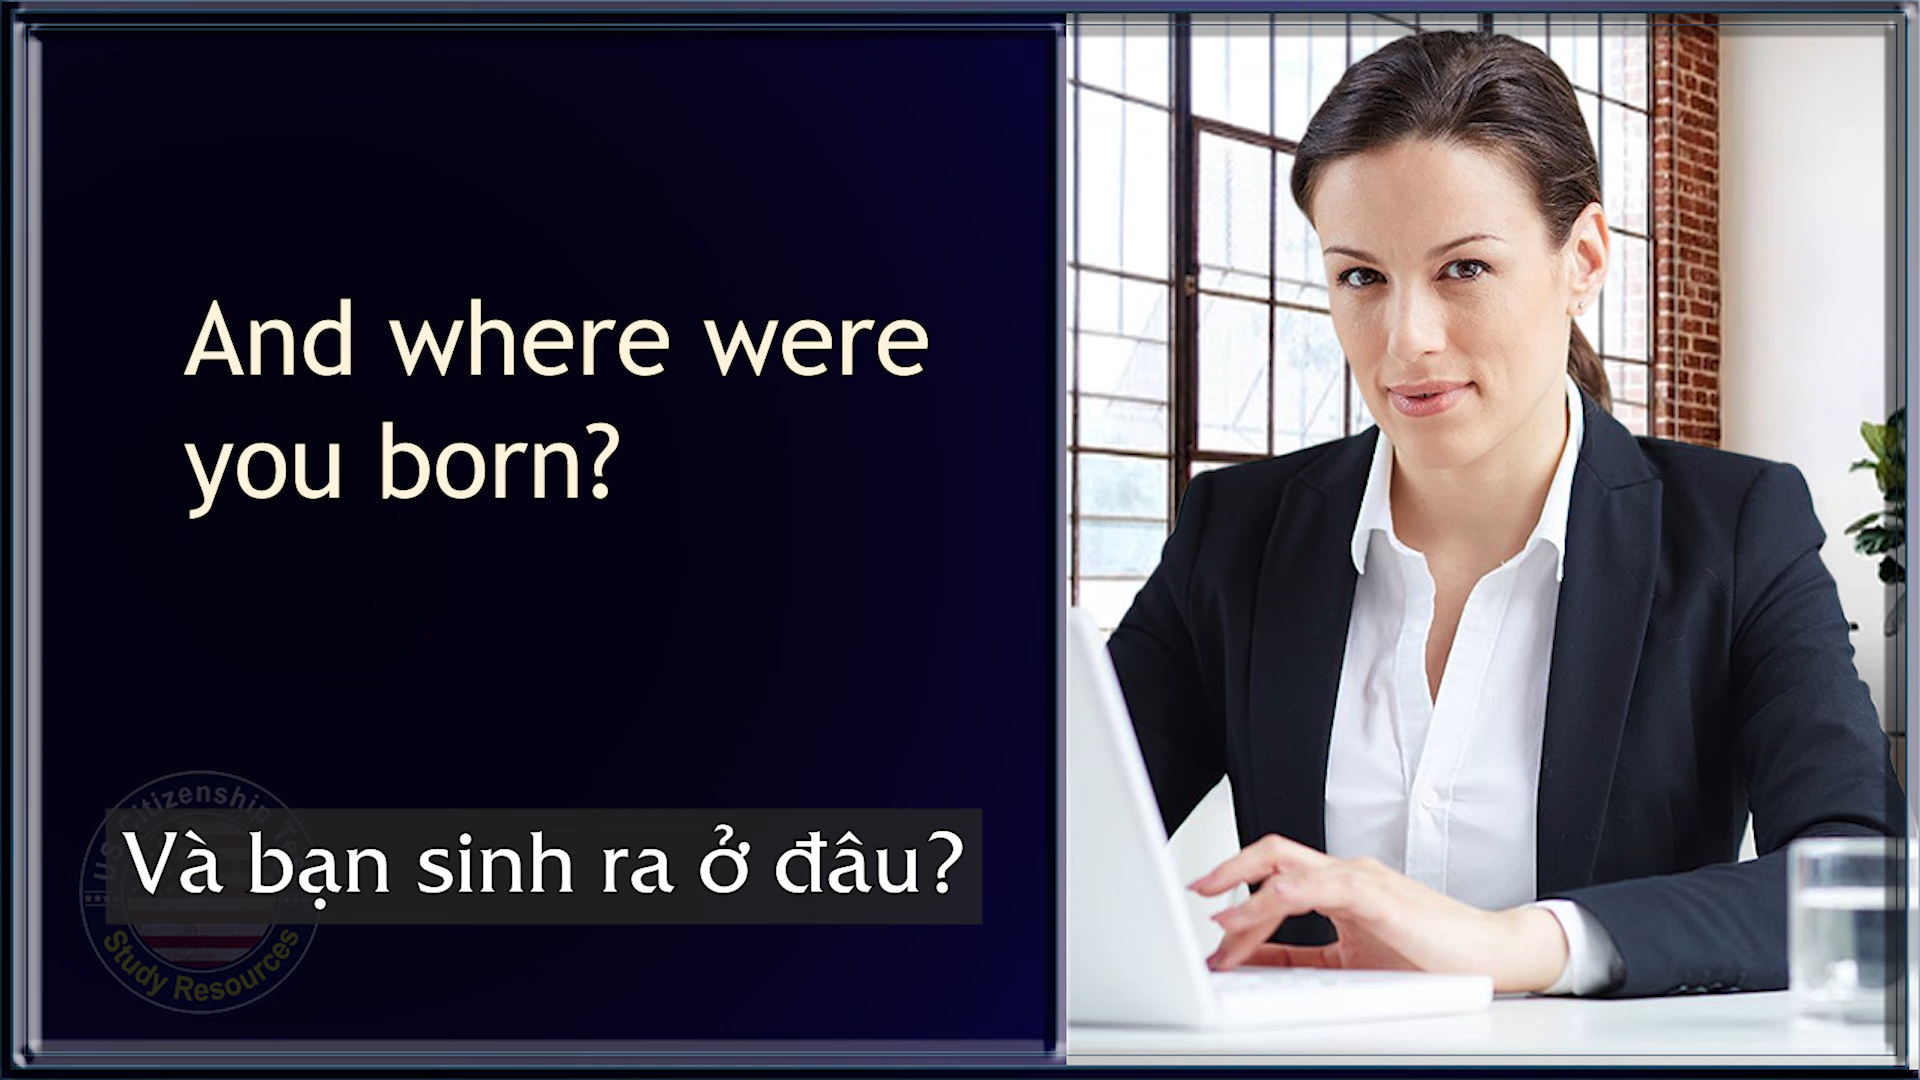 And where were
you born?
Và bạn sinh ra ở đâu?
Study Resources